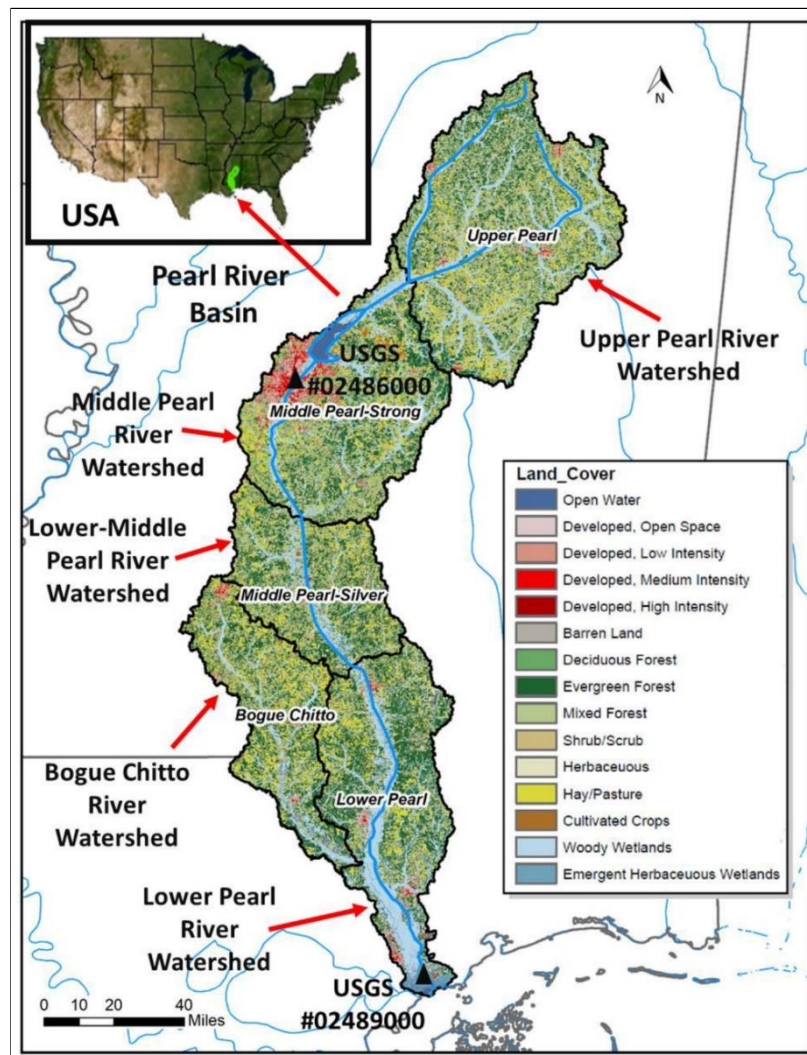 USA
N
Pearl River
Basin
Upper Pearl
Upper Pearl River
Watershed
USGS
#02486000
Middle Pearl-Strong
Middle Pearl
River
Watershed
Lower-Middle
Pearl River
Watershed
Middle Pearl-Silver
Bogue Chitto
Bogue Chitto
River
Watershed
Lower Pearl
Lower Pearl
River
Watershed
USGS
#02489000
0 10 20 40
Miles
Land_Cover
Open Water
Developed, Open Space
Developed, Low Intensity
Developed, Medium Intensity
Developed, High Intensity
Barren Land
Deciduous Forest
Evergreen Forest
Mixed Forest
Shrub/Scrub
Herbaceuous
Hay/Pasture
Cultivated Crops
Woody Wetlands
Emergent Herbaceuous Wetlands